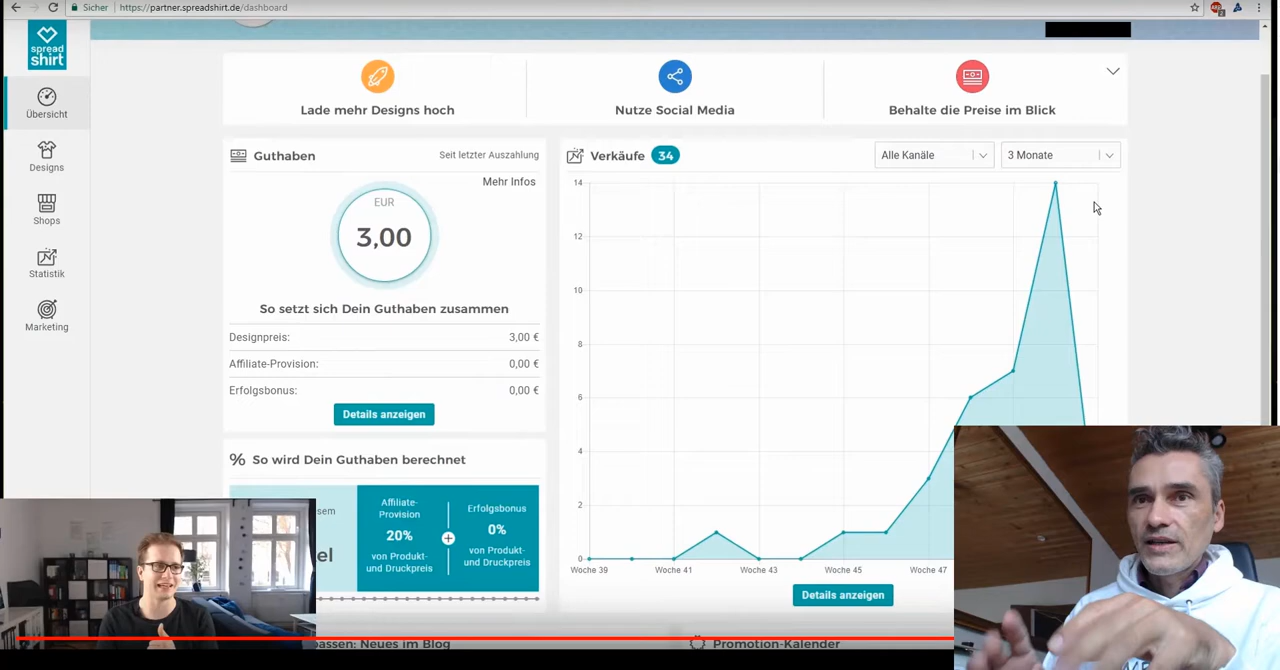 Sicher https://partner.spreadshirt.de/dashboard
spread
shirt
Übersicht
Designs
Shops
Statistik
Marketing
Lade mehr Designs hoch
Nutze Social Media
Behalte die Preise im Blick
Guthaben
Seit letzter Auszahlung
Mehr Infos
EUR
3,00
So setzt sich Dein Guthaben zusammen
Designpreis: 3,00 €
Affiliate-Provision: 0,00 €
Erfolgsbonus: 0,00 €
Details anzeigen
% So wird Dein Guthaben berechnet
Affiliate-
Provision
20%
von Produkt-
und Druckpreis
+
Erfolgsbonus
0%
von Produkt-
und Druckpreis
Verkäufe 34
Alle Kanäle
3 Monate
14
12
10
8
6
4
2
0
Woche 39 Woche 41 Woche 43 Woche 45 Woche 47
Details anzeigen
Neues im Blog
Promotion-Kalender